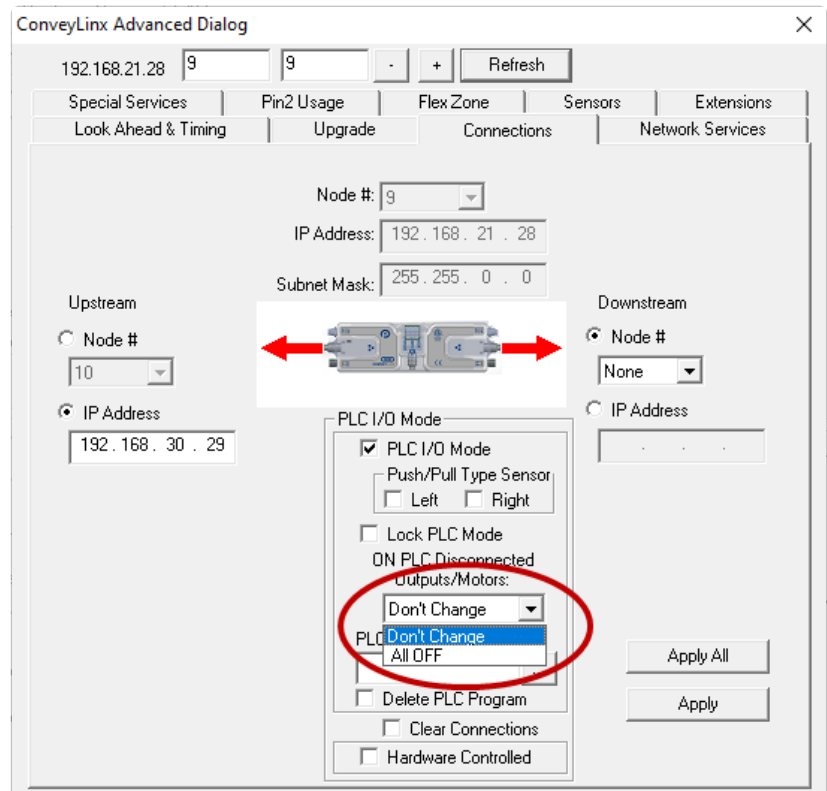 ConveyLinx Advanced Dialog
192.168.21.28 9 9 - + Refresh
Special Services Pin2 Usage Flex Zone Sensors Extensions
Look Ahead & Timing Upgrade Connections Network Services
Node #: 9
IP Address: 192 . 168 . 21 . 28
Subnet Mask: 255 . 255 . 0 . 0
Upstream
Node #
10
IP Address
192 . 168 . 30 . 29
Downstream
Node #
None
IP Address
. . .
PLC I/O Mode
PLC I/O Mode
Push/Pull Type Sensor
Left Right
Lock PLC Mode
ON PLC Disconnected
Outputs/Motors:
Don't Change
Don't Change
All OFF
PLC
Delete PLC Program
Clear Connections
Hardware Controlled
Apply All
Apply